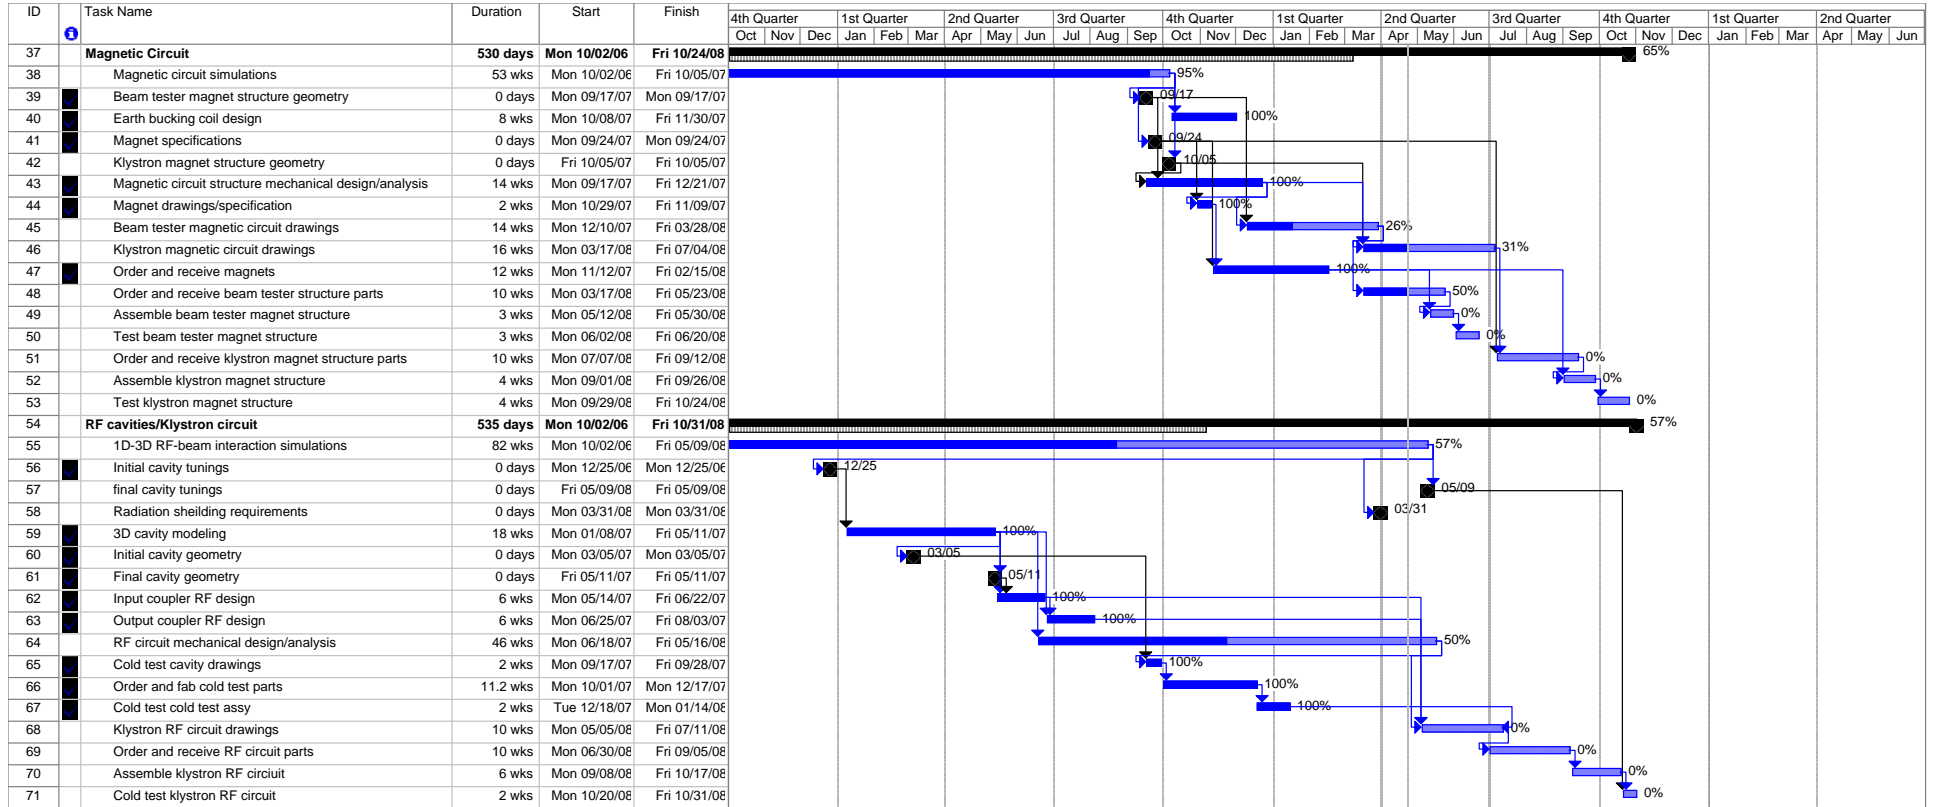 ID Task Name Duration Start Finish
4th Quarter 1st Quarter 2nd Quarter 3rd Quarter 4th Quarter 1st Quarter 2nd Quarter 3rd Quarter 4th Quarter 1st Quarter 2nd Quarter
Oct Nov Dec Jan Feb Mar Apr May Jun Jul Aug Sep Oct Nov Dec Jan Feb Mar Apr May Jun Jul Aug Sep Oct Nov Dec Jan Feb Mar Apr May Jun
37 Magnetic Circuit 530 days Mon 10/02/06 Fri 10/24/08 65%
38 Magnetic circuit simulations 53 wks Mon 10/02/06 Fri 10/05/07 95%
39 Beam tester magnet structure geometry 0 days Mon 09/17/07 Mon 09/17/07 09/17
40 Earth bucking coil design 8 wks Mon 10/08/07 Fri 11/30/07 100%
41 Magnet specifications 0 days Mon 09/24/07 Mon 09/24/07 09/24
42 Klystron magnet structure geometry 0 days Fri 10/05/07 Fri 10/05/07 10/05
43 Magnetic circuit structure mechanical design/analysis 14 wks Mon 09/17/07 Fri 12/21/07 100%
44 Magnet drawings/specification 2 wks Mon 10/29/07 Fri 11/09/07 100%
45 Beam tester magnetic circuit drawings 14 wks Mon 12/10/07 Fri 03/28/08 26%
46 Klystron magnetic circuit drawings 16 wks Mon 03/17/08 Fri 07/04/08 31%
47 Order and receive magnets 12 wks Mon 11/12/07 Fri 02/15/08 100%
48 Order and receive beam tester structure parts 10 wks Mon 03/17/08 Fri 05/23/08 50%
49 Assemble beam tester magnet structure 3 wks Mon 05/12/08 Fri 05/30/08 0%
50 Test beam tester magnet structure 3 wks Mon 06/02/08 Fri 06/20/08 0%
51 Order and receive klystron magnet structure parts 10 wks Mon 07/07/08 Fri 09/12/08 0%
52 Assemble klystron magnet structure 4 wks Mon 09/01/08 Fri 09/26/08 0%
53 Test klystron magnet structure 4 wks Mon 09/29/08 Fri 10/24/08 0%
54 RF cavities/Klystron circuit 535 days Mon 10/02/06 Fri 10/31/08 57%
55 1D-3D RF-beam interaction simulations 82 wks Mon 10/02/06 Fri 05/09/08 57%
56 Initial cavity tunings 0 days Mon 12/25/06 Mon 12/25/06 12/25
57 final cavity tunings 0 days Fri 05/09/08 Fri 05/09/08 05/09
58 Radiation sheilding requirements 0 days Mon 03/31/08 Mon 03/31/08 03/31
59 3D cavity modeling 18 wks Mon 01/08/07 Fri 05/11/07 100%
60 Initial cavity geometry 0 days Mon 03/05/07 Mon 03/05/07 03/05
61 Final cavity geometry 0 days Fri 05/11/07 Fri 05/11/07 05/11
62 Input coupler RF design 6 wks Mon 05/14/07 Fri 06/22/07 100%
63 Output coupler RF design 6 wks Mon 06/25/07 Fri 08/03/07 100%
64 RF circuit mechanical design/analysis 46 wks Mon 06/18/07 Fri 05/16/08 50%
65 Cold test cavity drawings 2 wks Mon 09/17/07 Fri 09/28/07 100%
66 Order and fab cold test parts 11.2 wks Mon 10/01/07 Mon 12/17/07 100%
67 Cold test cold test assy 2 wks Tue 12/18/07 Mon 01/14/08 100%
68 Klystron RF circuit drawings 10 wks Mon 05/05/08 Fri 07/11/08 0%
69 Order and receive RF circuit parts 10 wks Mon 06/30/08 Fri 09/05/08 0%
70 Assemble klystron RF circiuit 6 wks Mon 09/08/08 Fri 10/17/08 0%
71 Cold test klystron RF circuit 2 wks Mon 10/20/08 Fri 10/31/08 0%